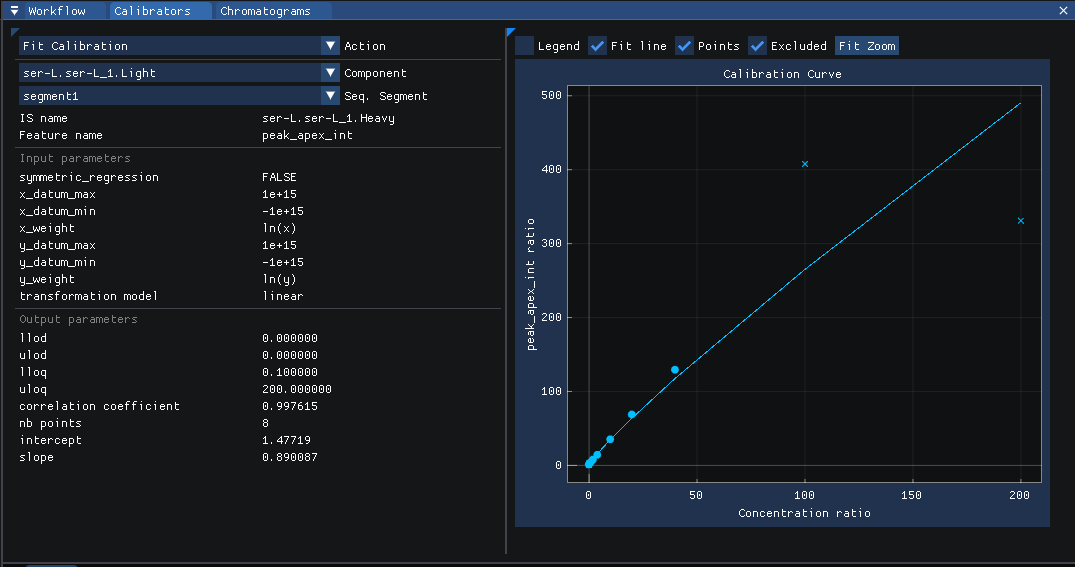 Workflow Calibrators Chromatograms
Fit Calibration Action
ser-L.ser-L_1.Light Component
segment1 Seq. Segment
IS name ser-L.ser-L_1.Heavy
Feature name peak_apex_int
Input parameters
symmetric_regression FALSE
x_datum_max 1e+15
x_datum_min -1e+15
x_weight ln(x)
y_datum_max 1e+15
y_datum_min -1e+15
y_weight ln(y)
transformation model linear
Output parameters
llod 0.000000
ulod 0.000000
lloq 0.100000
uloq 200.000000
correlation coefficient 0.997615
nb points 8
intercept 1.47719
slope 0.890087
Legend Fit line Points Excluded Fit Zoom
Calibration Curve
500
400
300
200
100
0
peak_apex_int ratio
0 50 100 150 200
Concentration ratio